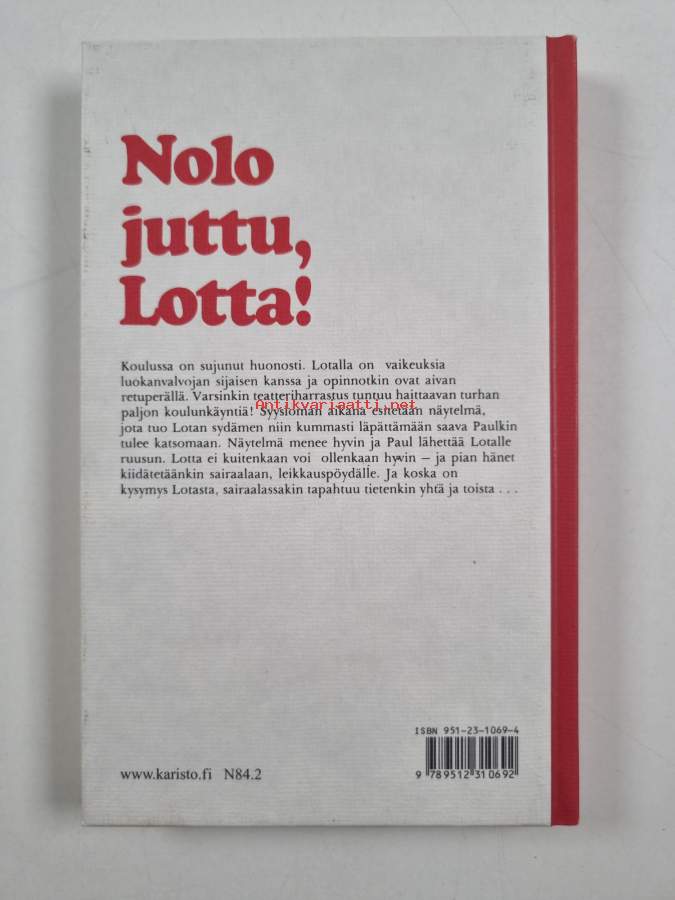 Nolo
juttu,
Lotta!
Koulussa on sujunut huonosti. Lotalla on vaikeuksia
luokanvalvojan sijaisen kanssa ja opinnotkin ovat aivan
retuperällä. Varsinkin teatteriharrastus tuntuu haittaavan turhan
paljon koulunkäyntiä! Syysloman aikana esitetään näytelmä,
Antikvariaatti.net
jota tuo Lotan sydämen niin kummasti läpättämään saava Paulkin
tulee katsomaan. Näytelmä menee hyvin ja Paul lähettää Lotalle
ruusun. Lotta ei kuitenkaan voi ollenkaan hyvin – ja pian hänet
kiidätetäänkin sairaalaan, leikkauspöydälle. Ja koska on
kysymys Lotasta, sairaalassakin tapahtuu tietenkin yhtä ja toista . . .
ISBN 951-23-1069-4
9 789512 310692
www.karisto.fi N84.2